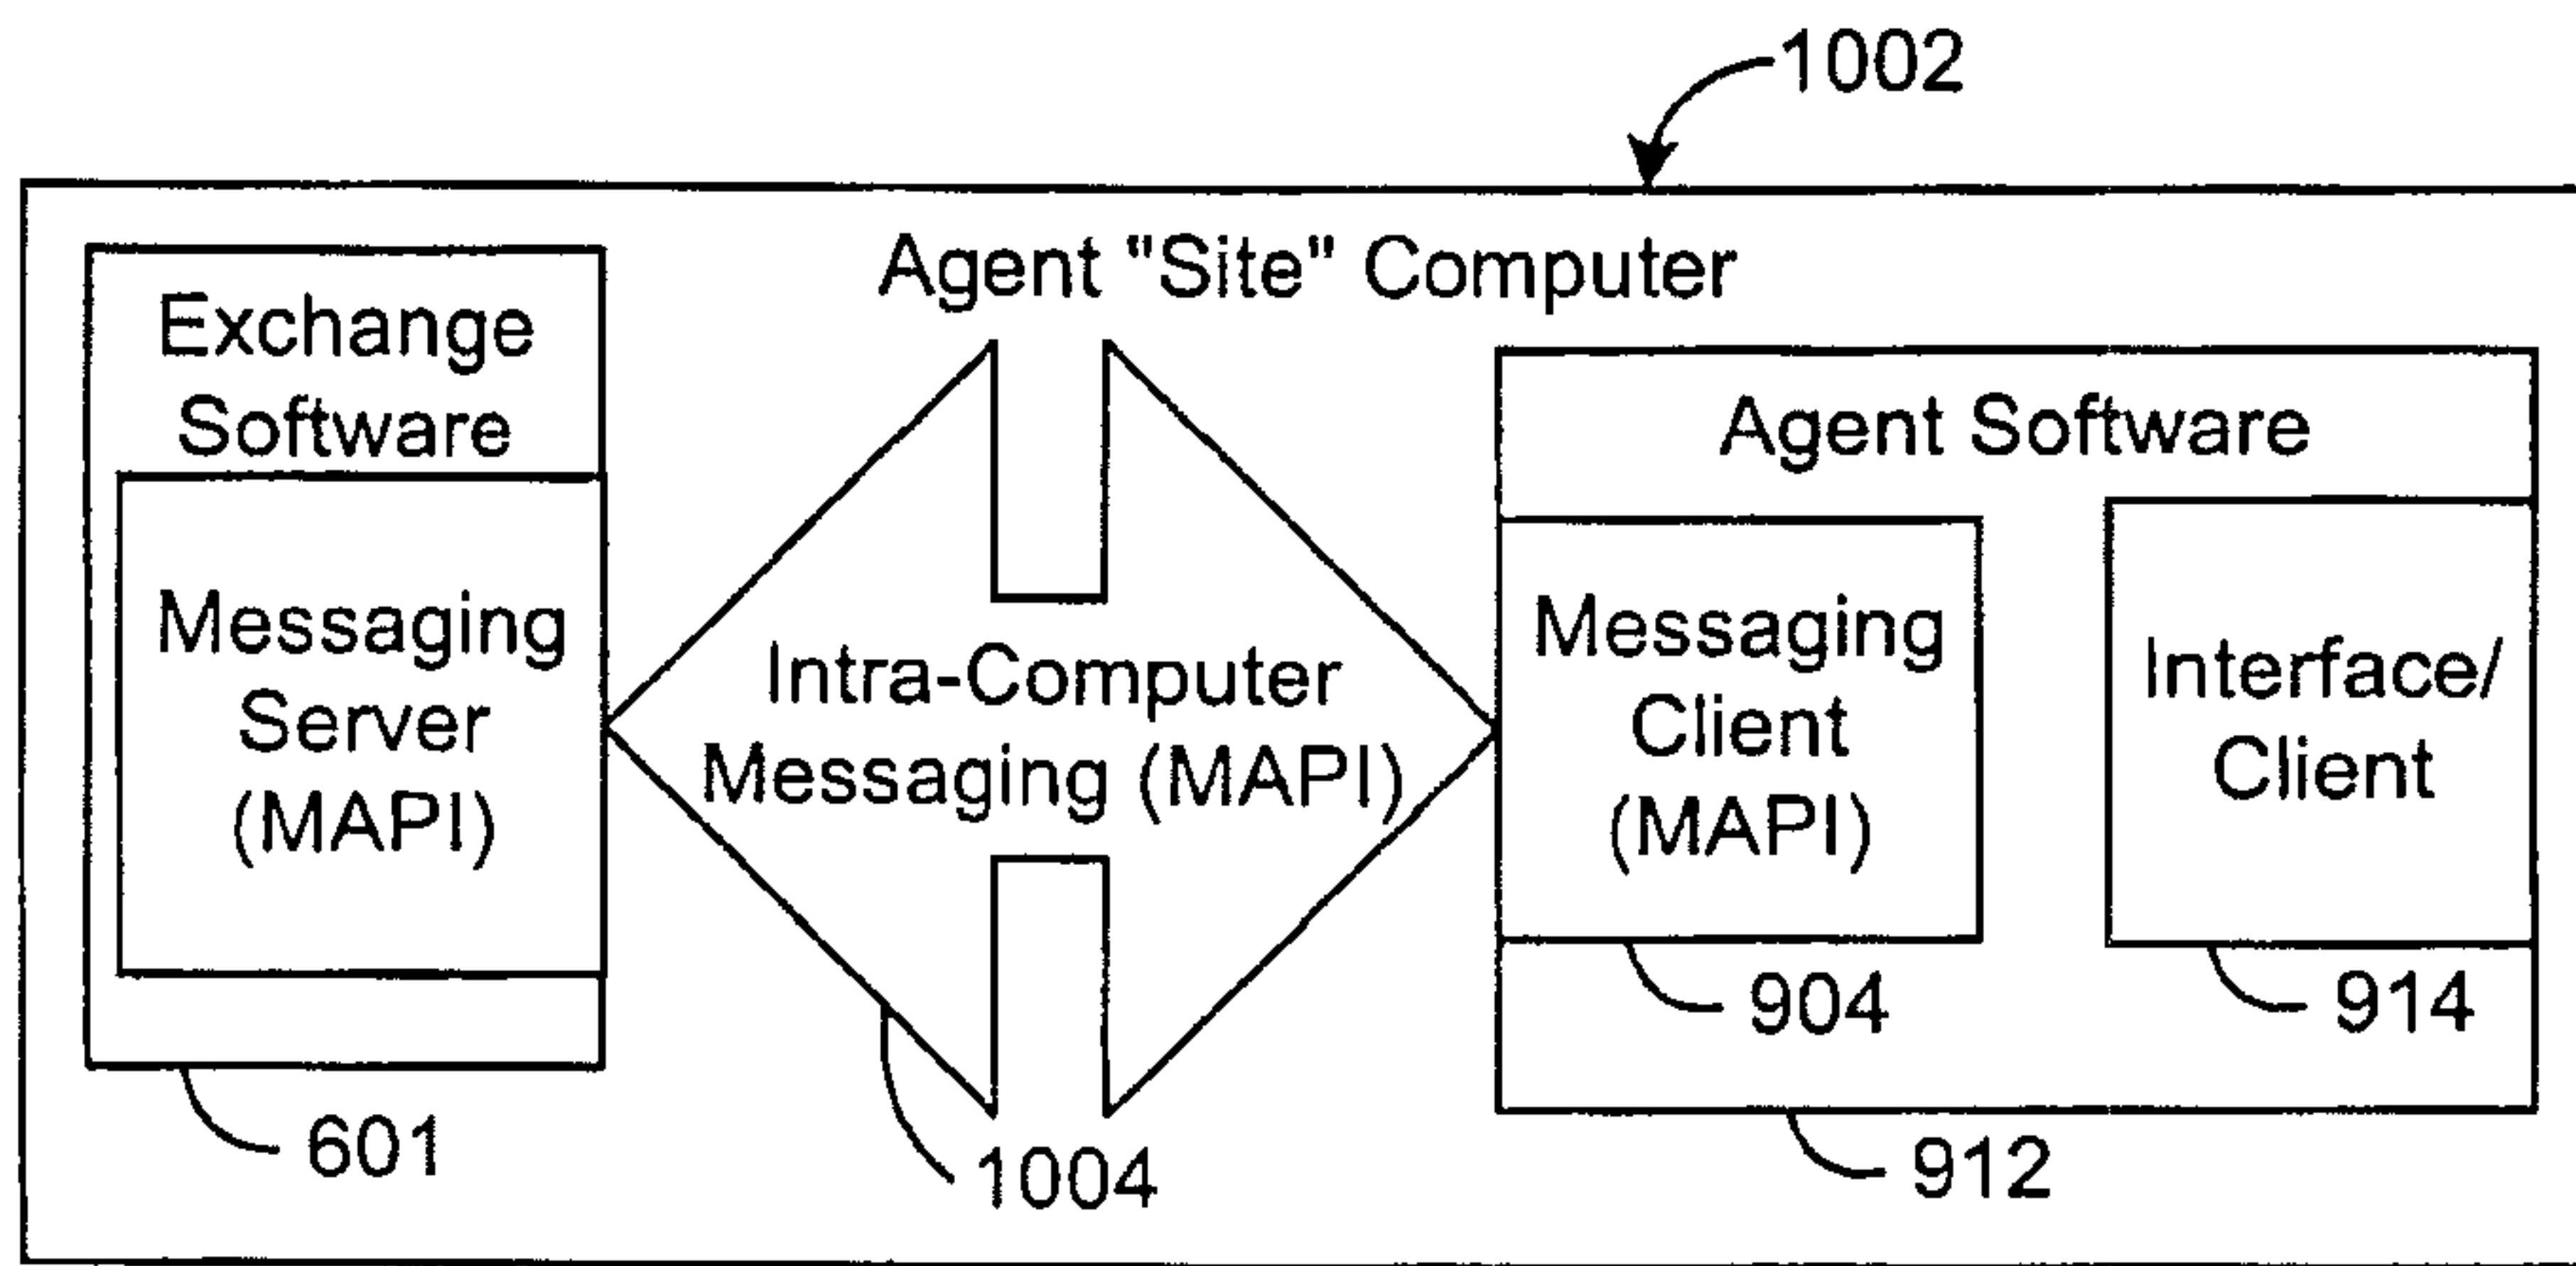 1002
Agent "Site" Computer
Exchange
Software
Messaging
Server
(MAPI)
601
Intra-Computer
Messaging (MAPI)
1004
Agent Software
Messaging
Client
(MAPI)
904
Interface/
Client
914
912